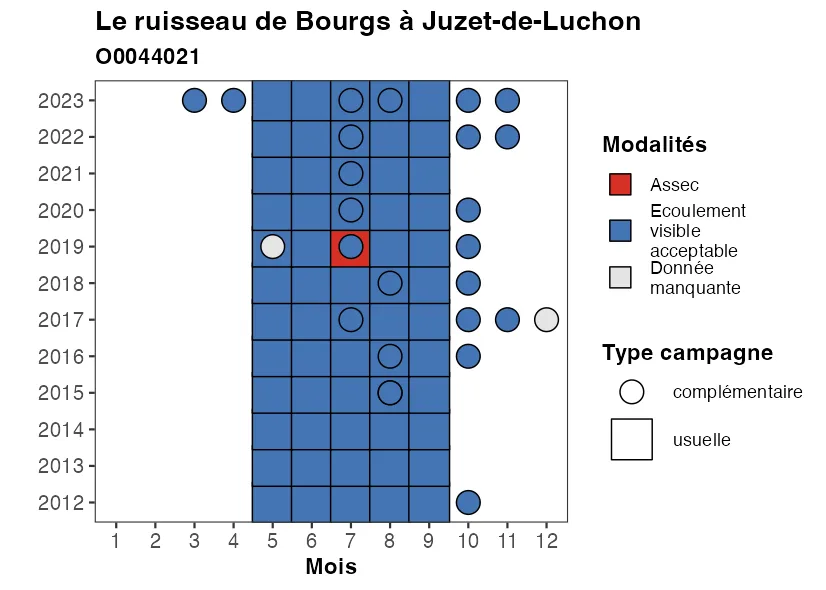 Le ruisseau de Bourgs à Juzet-de-Luchon
O0044021
2023
2022
2021
2020
2019
2018
2017
2016
2015
2014
2013
2012
1 2 3 4 5 6 7 8 9 10 11 12
Mois
Modalités
Assec
Ecoulement
visible
acceptable
Donnée
manquante
Type campagne
complémentaire
usuelle